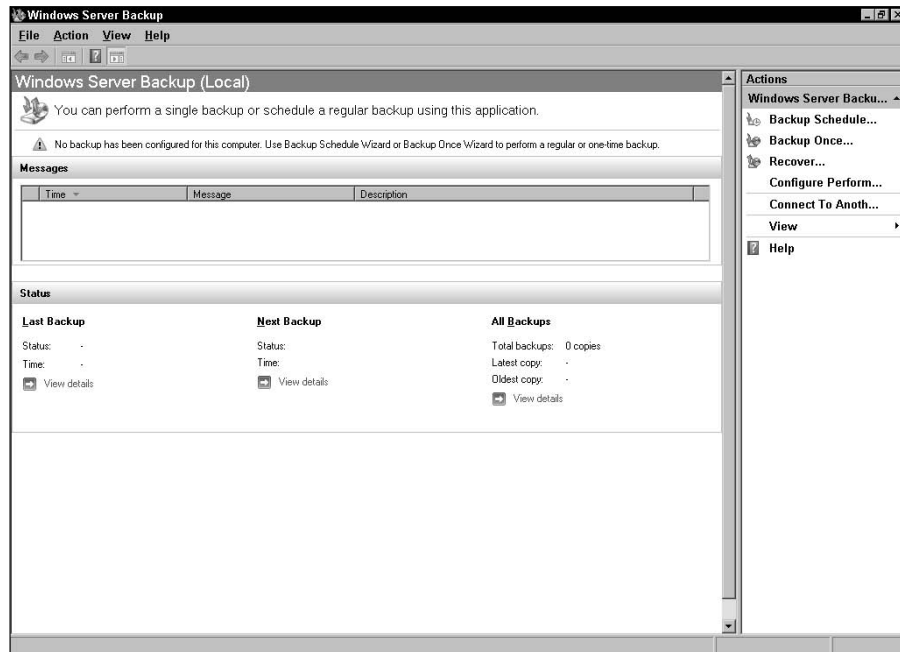 Windows Server Backup
File Action View Help
Windows Server Backup (Local)
You can perform a single backup or schedule a regular backup using this application.
No backup has been configured for this computer. Use Backup Schedule Wizard or Backup Once Wizard to perform a regular or one-time backup.
Messages
Time Message Description
Status
Last Backup
Status: -
Time: -
View details
Next Backup
Status:
Time:
View details
All Backups
Total backups: 0 copies
Latest copy: -
Oldest copy: -
View details
Actions
Windows Server Backu...
Backup Schedule...
Backup Once...
Recover...
Configure Perform...
Connect To Anoth...
View
Help